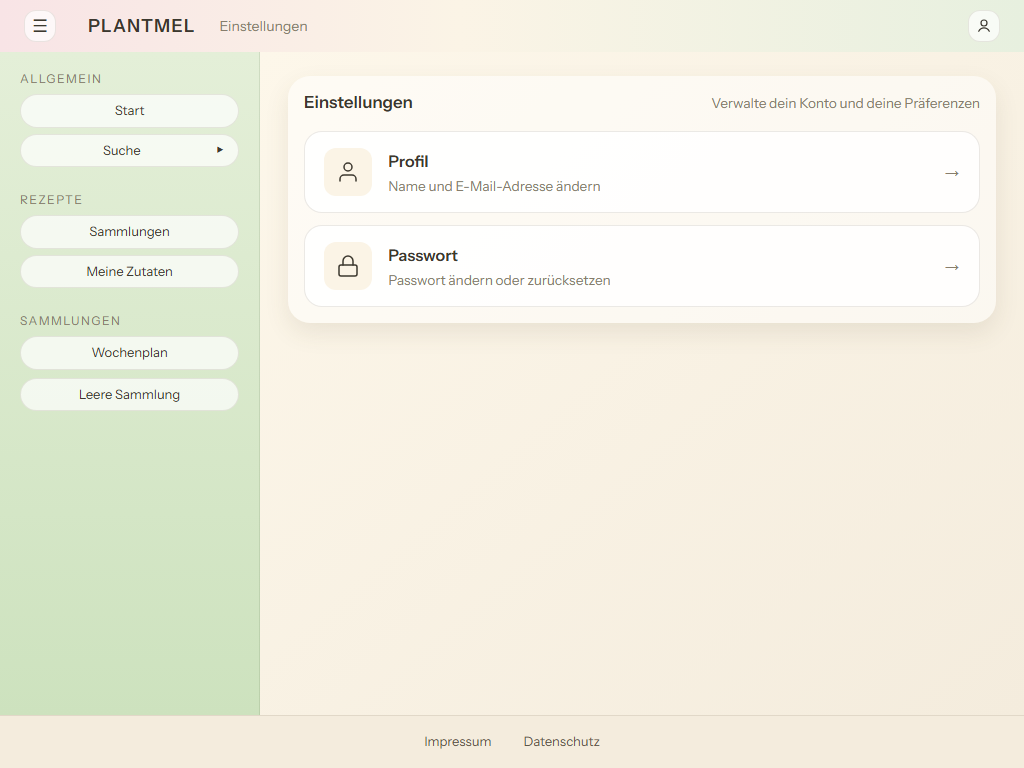 PLANTMEL
Einstellungen
ALLGEMEIN
Start
Suche
REZEPTE
Sammlungen
Meine Zutaten
SAMMLUNGEN
Wochenplan
Leere Sammlung
Einstellungen
Verwalte dein Konto und deine Präferenzen
Profil
Name und E-Mail-Adresse ändern
Passwort
Passwort ändern oder zurücksetzen
Impressum
Datenschutz